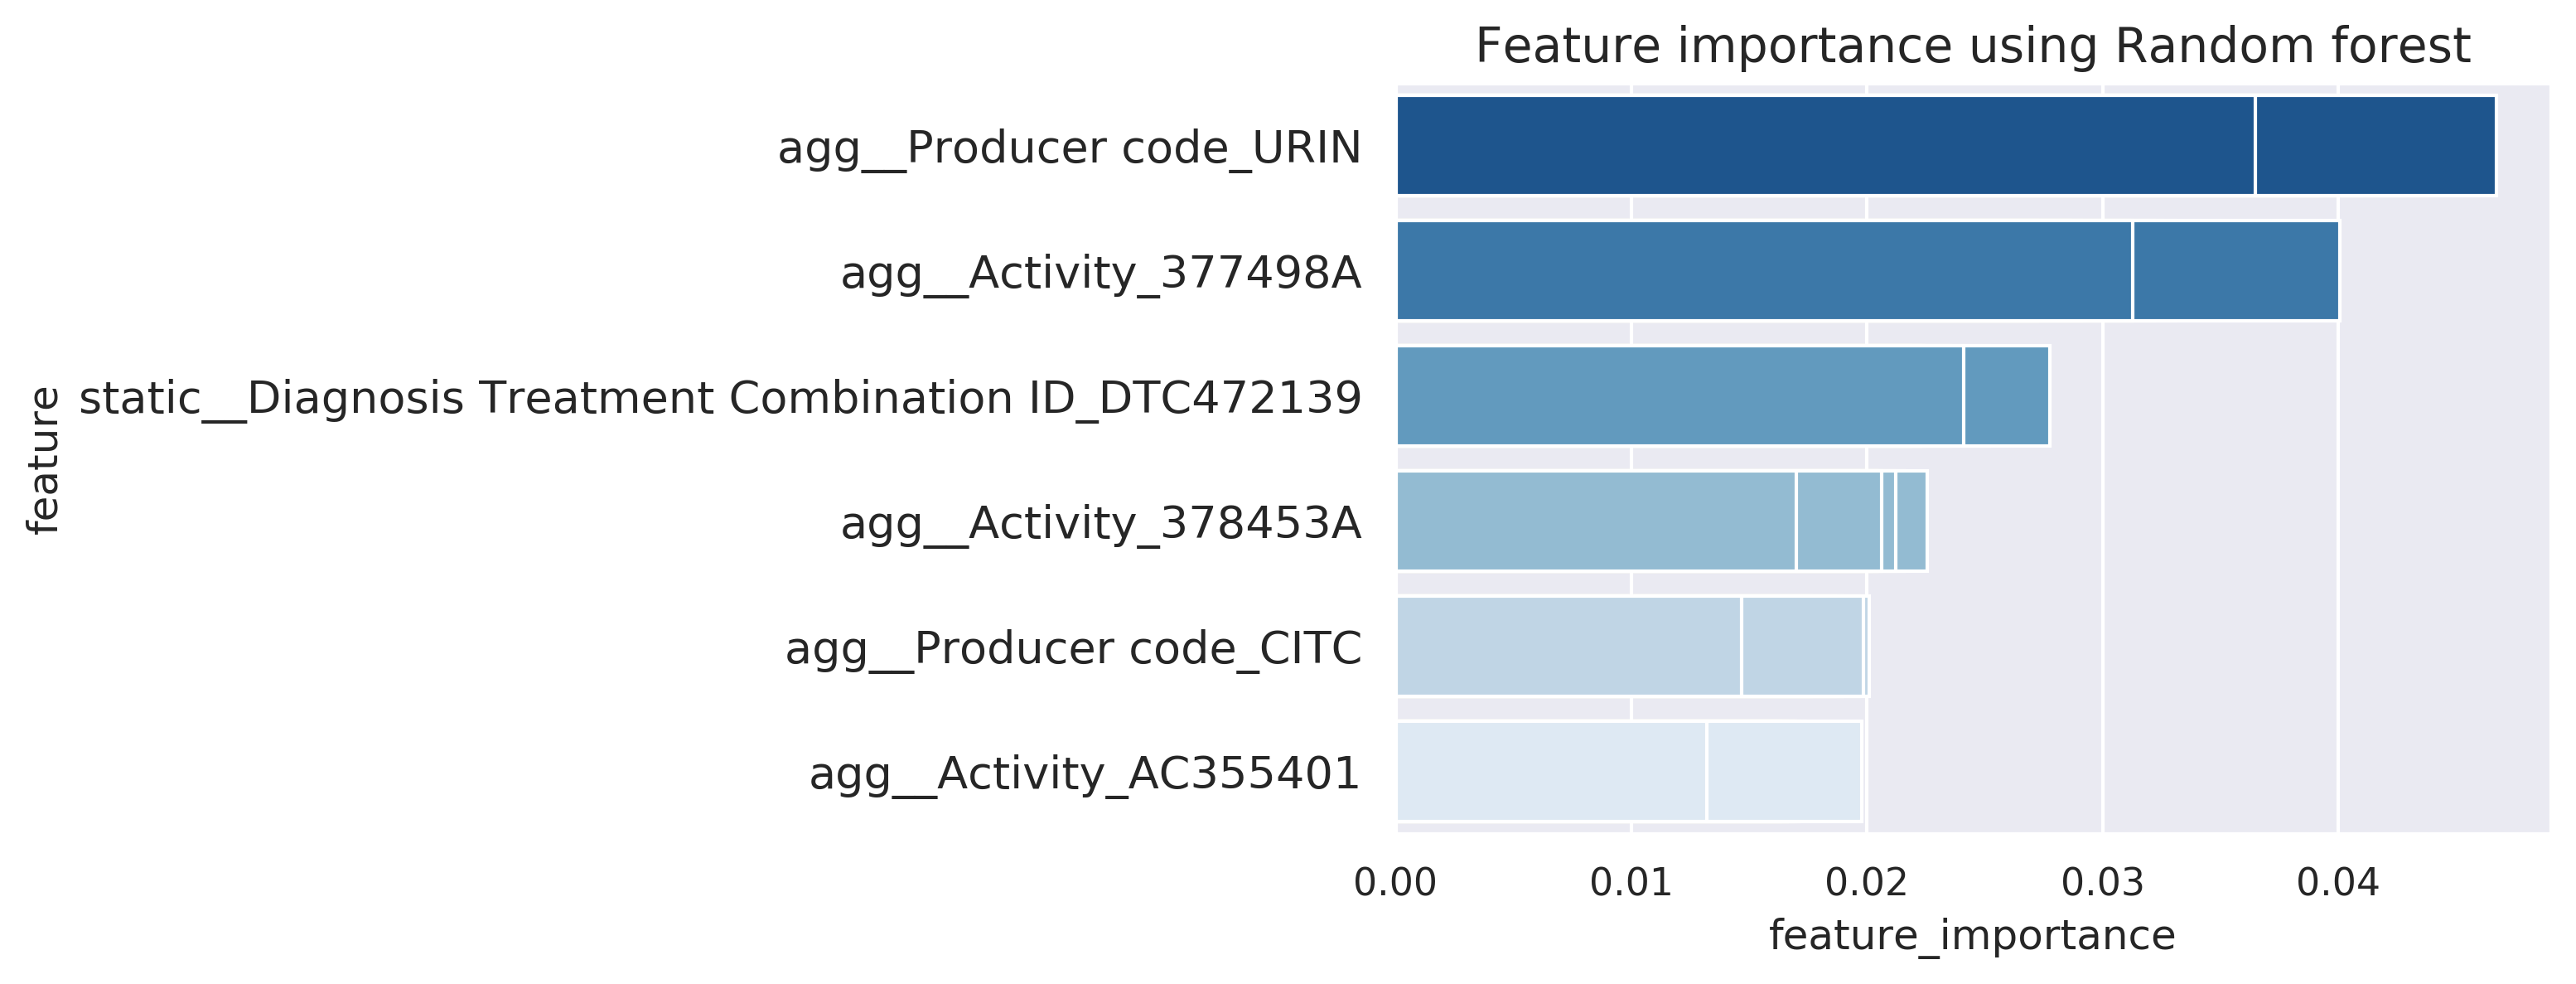 Feature importance using Random forest
feature
agg__Producer code_URIN
agg__Activity_377498A
static__Diagnosis Treatment Combination ID_DTC472139
agg__Activity_378453A
agg__Producer code_CITC
agg__Activity_AC355401
0.00 0.01 0.02 0.03 0.04
feature_importance